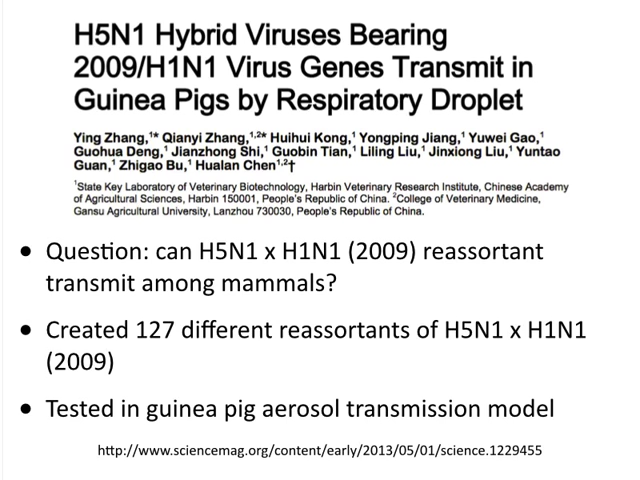 H5N1 Hybrid Viruses Bearing
2009/H1N1 Virus Genes Transmit in
Guinea Pigs by Respiratory Droplet
Ying Zhang,¹* Qianyi Zhang,¹,²* Huihui Kong,¹ Yongping Jiang,¹ Yuwei Gao,¹
Guohua Deng,¹ Jianzhong Shi,¹ Guobin Tian,¹ Liling Liu,¹ Jinxiong Liu,¹ Yuntao
Guan,¹ Zhigao Bu,¹ Hualan Chen¹,²†
¹State Key Laboratory of Veterinary Biotechnology, Harbin Veterinary Research Institute, Chinese Academy
of Agricultural Sciences, Harbin 150001, People's Republic of China. ²College of Veterinary Medicine,
Gansu Agricultural University, Lanzhou 730030, People's Republic of China.
• Question: can H5N1 x H1N1 (2009) reassortant
transmit among mammals?
• Created 127 different reassortants of H5N1 x H1N1
(2009)
• Tested in guinea pig aerosol transmission model
http://www.sciencemag.org/content/early/2013/05/01/science.1229455